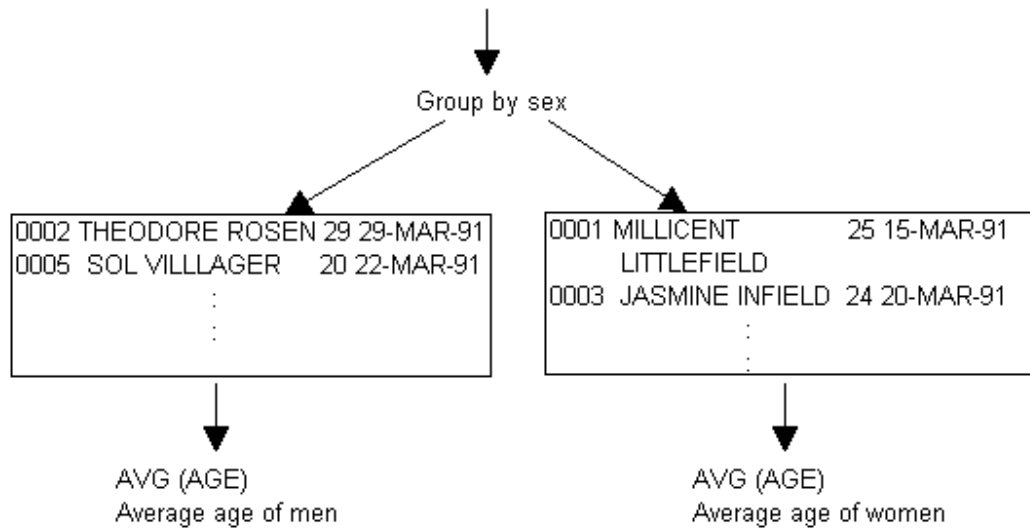 Group by sex
0002 THEODORE ROSEN 29 29-MAR-91
0005 SOL VILLLAGER 20 22-MAR-91
:
:
0001 MILLICENT 25 15-MAR-91
LITTLEFIELD
0003 JASMINE INFIELD 24 20-MAR-91
:
:
AVG (AGE)
Average age of men
AVG (AGE)
Average age of women